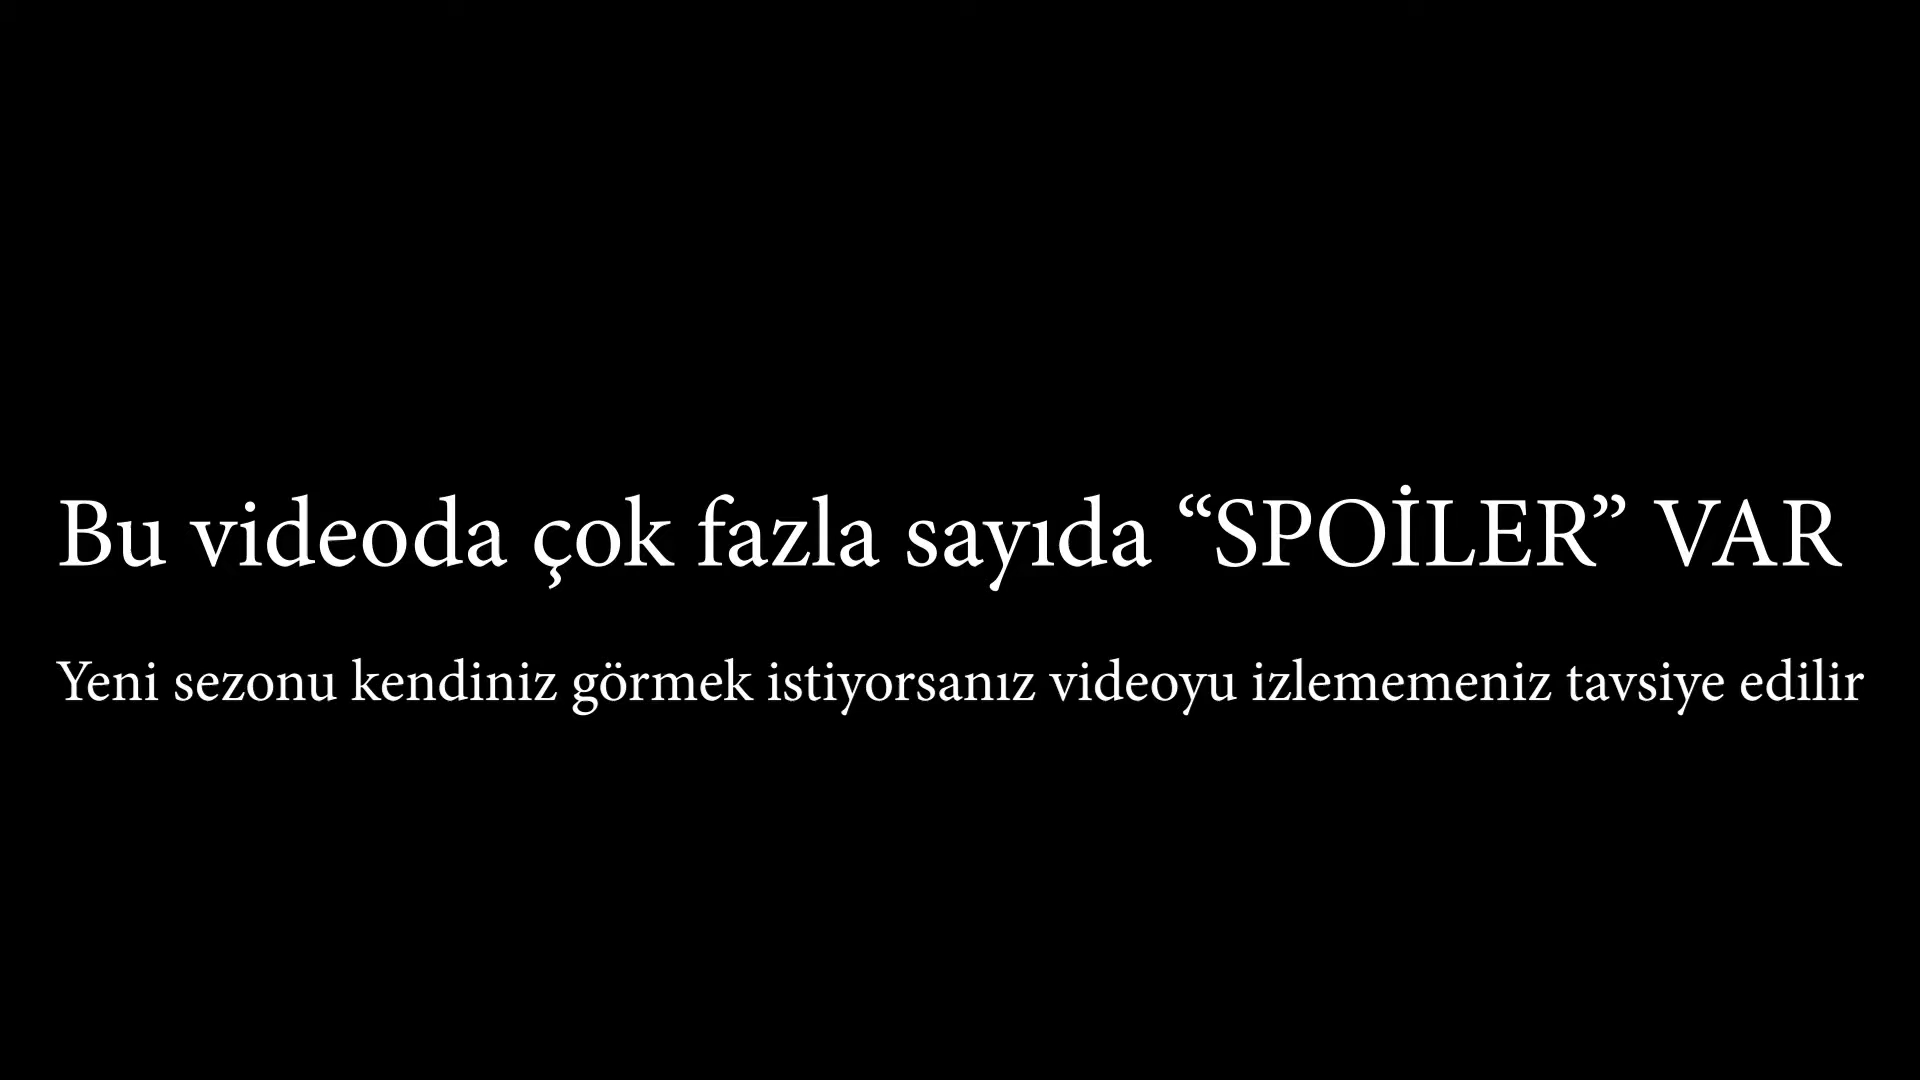 Bu videoda çok fazla sayıda “SPOİLER” VAR
Yeni sezonu kendiniz görmek istiyorsanız videoyu izlememeniz tavsiye edilir